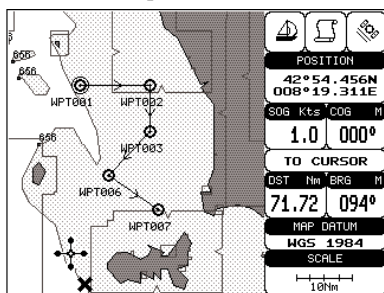 656
656
WPT001
WPT002
656
WPT003
WPT006
WPT007
POSITION
42°54.456N
008°19.311E
SOG Kts COG M
1.0 000°
TO CURSOR
DST Nm BRG M
71.72 094°
MAP DATUM
WGS 1984
SCALE
10Nm